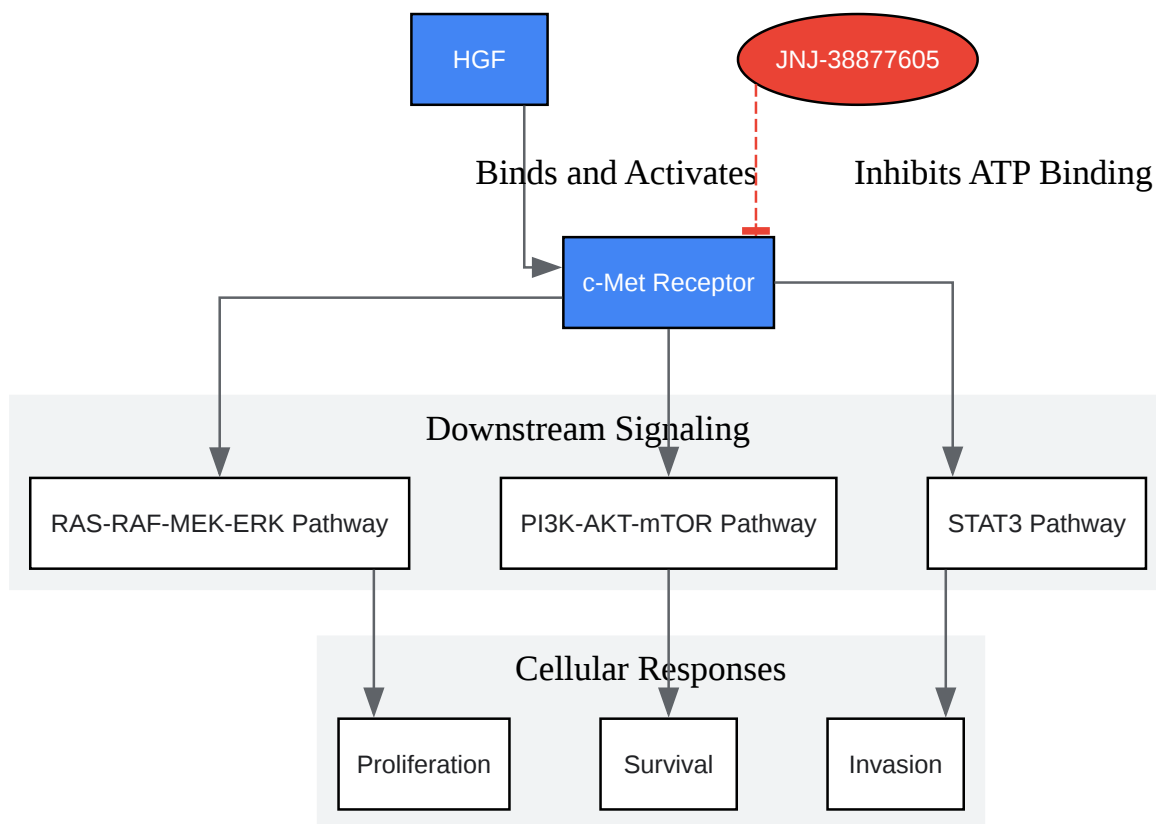 HGF
JNJ-38877605
Binds and Activates
Inhibits ATP Binding
c-Met Receptor
Downstream Signaling
RAS-RAF-MEK-ERK Pathway
PI3K-AKT-mTOR Pathway
STAT3 Pathway
Cellular Responses
Proliferation
Survival
Invasion